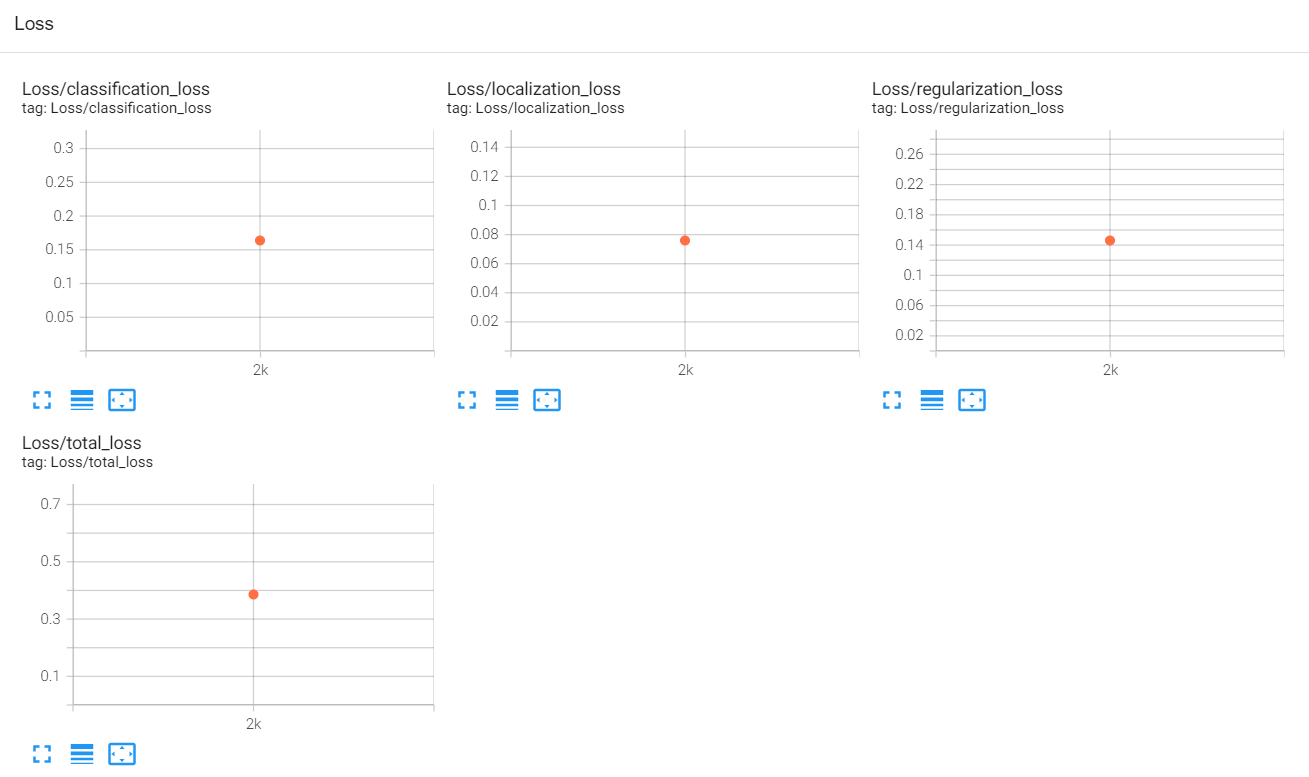 Loss
Loss/classification_loss
tag: Loss/classification_loss
0.3
0.25
0.2
0.15
0.1
0.05
2k
Loss/localization_loss
tag: Loss/localization_loss
0.14
0.12
0.1
0.08
0.06
0.04
0.02
2k
Loss/regularization_loss
tag: Loss/regularization_loss
0.26
0.22
0.18
0.14
0.1
0.06
0.02
2k
Loss/total_loss
tag: Loss/total_loss
0.7
0.5
0.3
0.1
2k